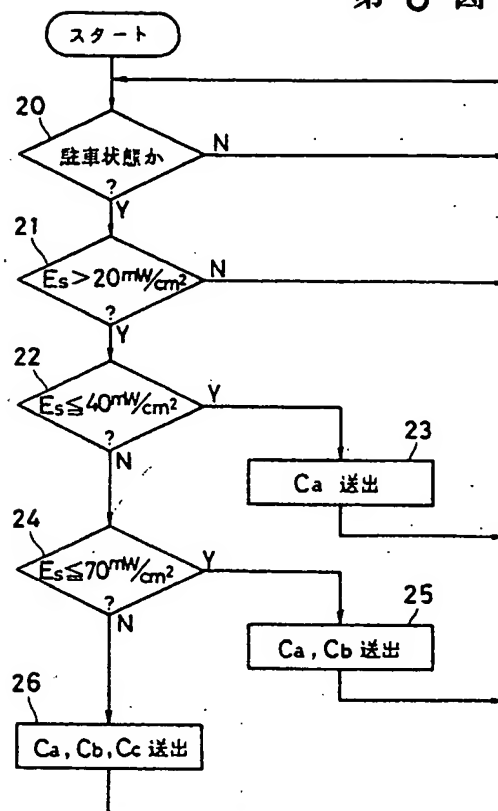 第 6 図
スタート
20
駐車状態か
?
N
Y
21
Es>20mW/cm²
?
N
Y
22
Es≦40mW/cm²
?
Y
N
23
Ca 送出
24
Es≦70mW/cm²
?
Y
N
25
Ca, Cb 送出
26
Ca, Cb, Cc 送出